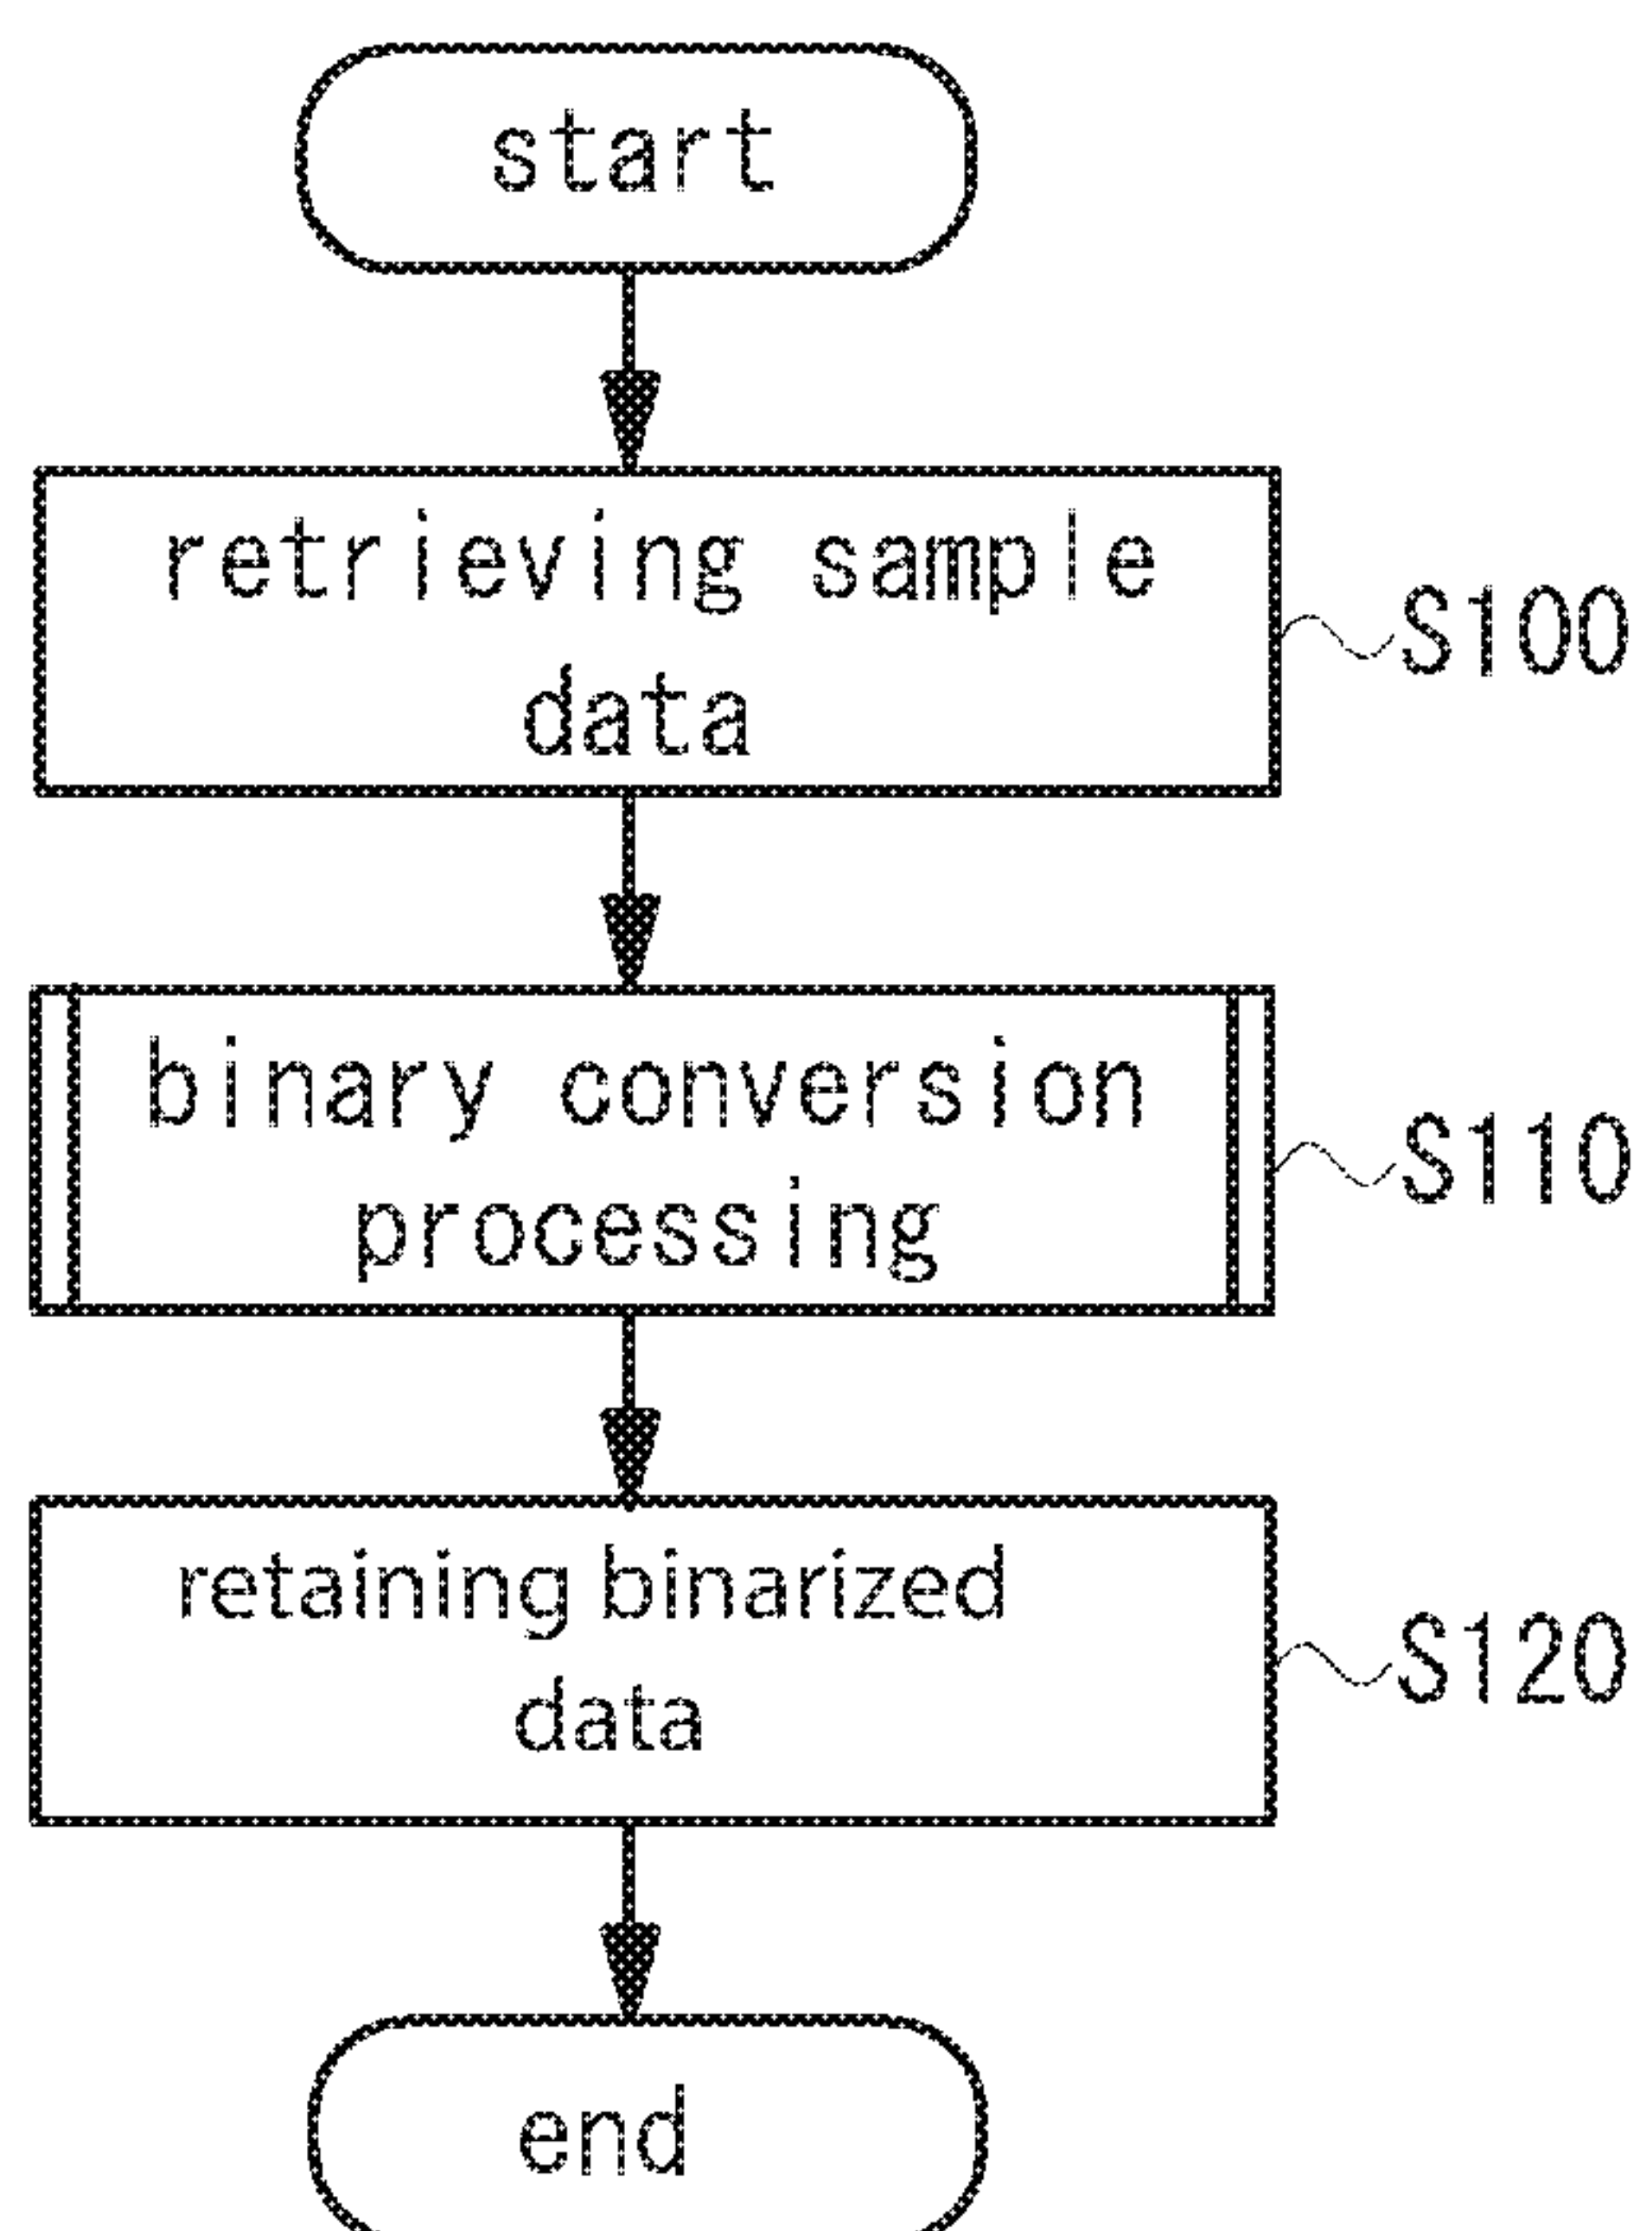 start
retrieving sample
data
S100
binary conversion
processing
S110
retaining binarized
data
S120
end